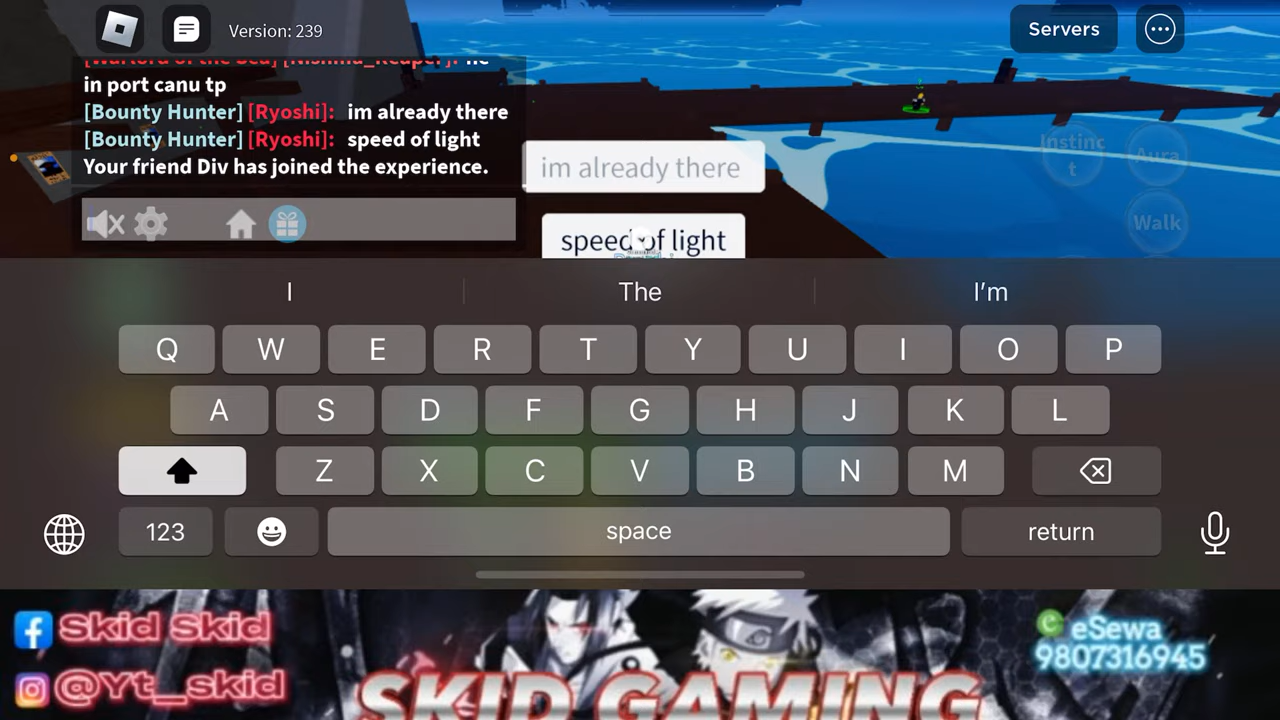 Version: 239
Servers
in port canu tp
[Bounty Hunter] [Ryoshi]: im already there
[Bounty Hunter] [Ryoshi]: speed of light
Your friend Div has joined the experience.
im already there
speed of light
Instinc
t
Aura
Walk
I The I'm
Q W E R T Y U I O P
A S D F G H J K L
Z X C V B N M
123 space return
Skid Skid
@Yt_skid
SKID GAMING
eSewa
9807316945